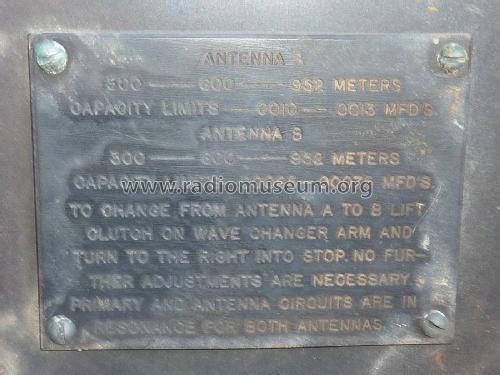 ANTENNA
300 — 600 — 952 METERS
CAPACITY LIMITS — 0010 — 0013 MFD'S
ANTENNA B
300 — 600 — 952 METERS
CAPACITY MFD'S
www.radiomuseum.org
TO CHANGE FROM ANTENNA A TO B LIFT
CLUTCH ON WAVE CHANGER ARM AND
TURN TO THE RIGHT INTO STOP. NO FUR-
THER ADJUSTMENTS ARE NECESSARY.
PRIMARY AND ANTENNA CIRCUITS ARE IN
RESONANCE FOR BOTH ANTENNAS